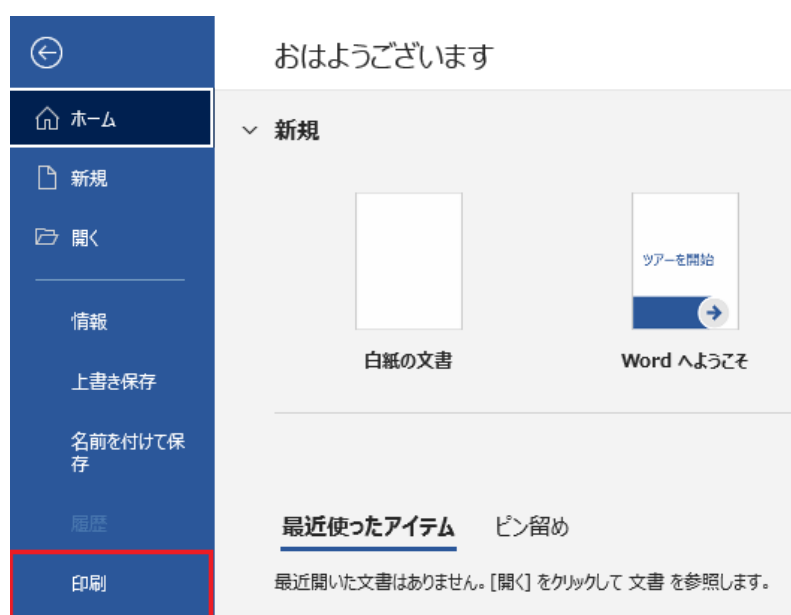 おはようございます
ホーム
新規
開く
情報
上書き保存
名前を付けて保
存
履歴
印刷
新規
ツアーを開始
白紙の文書
Word へようこそ
最近使ったアイテム
ピン留め
最近開いた文書はありません。[開く] をクリックして 文書 を参照します。